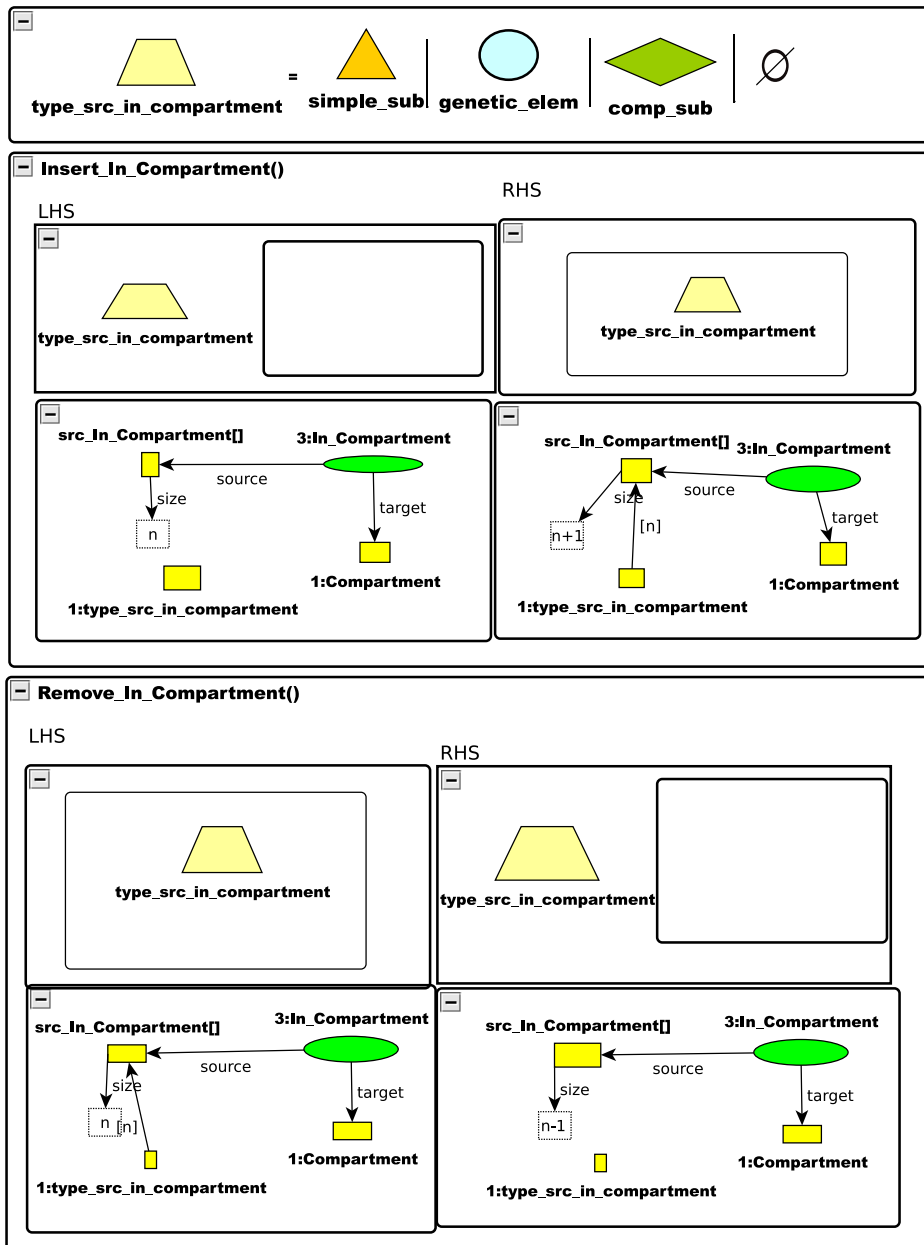 =
type_src_in_compartment
simple_sub
genetic_elem
comp_sub
Insert_In_Compartment()
LHS
RHS
type_src_in_compartment
type_src_in_compartment
src_In_Compartment[]
3:In_Compartment
source
size
target
n
1:Compartment
1:type_src_in_compartment
src_In_Compartment[]
3:In_Compartment
size
source
n+1
[n]
target
1:Compartment
1:type_src_in_compartment
Remove_In_Compartment()
LHS
RHS
type_src_in_compartment
type_src_in_compartment
src_In_Compartment[]
3:In_Compartment
source
size
target
n
[n]
1:Compartment
1:type_src_in_compartment
src_In_Compartment[]
3:In_Compartment
source
size
target
n-1
1:Compartment
1:type_src_in_compartment